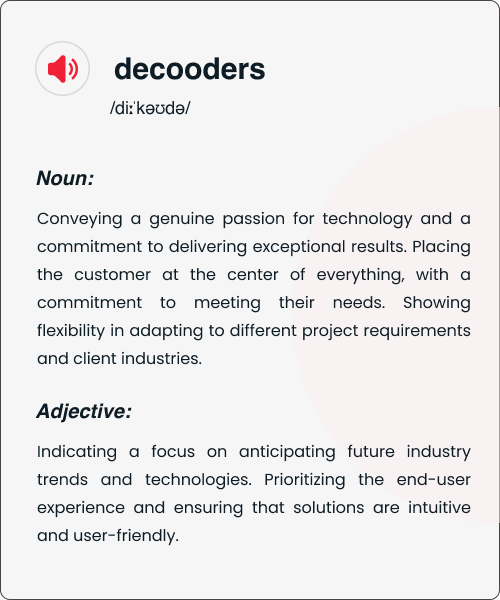 decooders
/diːˈkəʊdə/
Noun:
Conveying a genuine passion for technology and a
commitment to delivering exceptional results. Placing
the customer at the center of everything, with a
commitment to meeting their needs. Showing
flexibility in adapting to different project requirements
and client industries.
Adjective:
Indicating a focus on anticipating future industry
trends and technologies. Prioritizing the end-user
experience and ensuring that solutions are intuitive
and user-friendly.